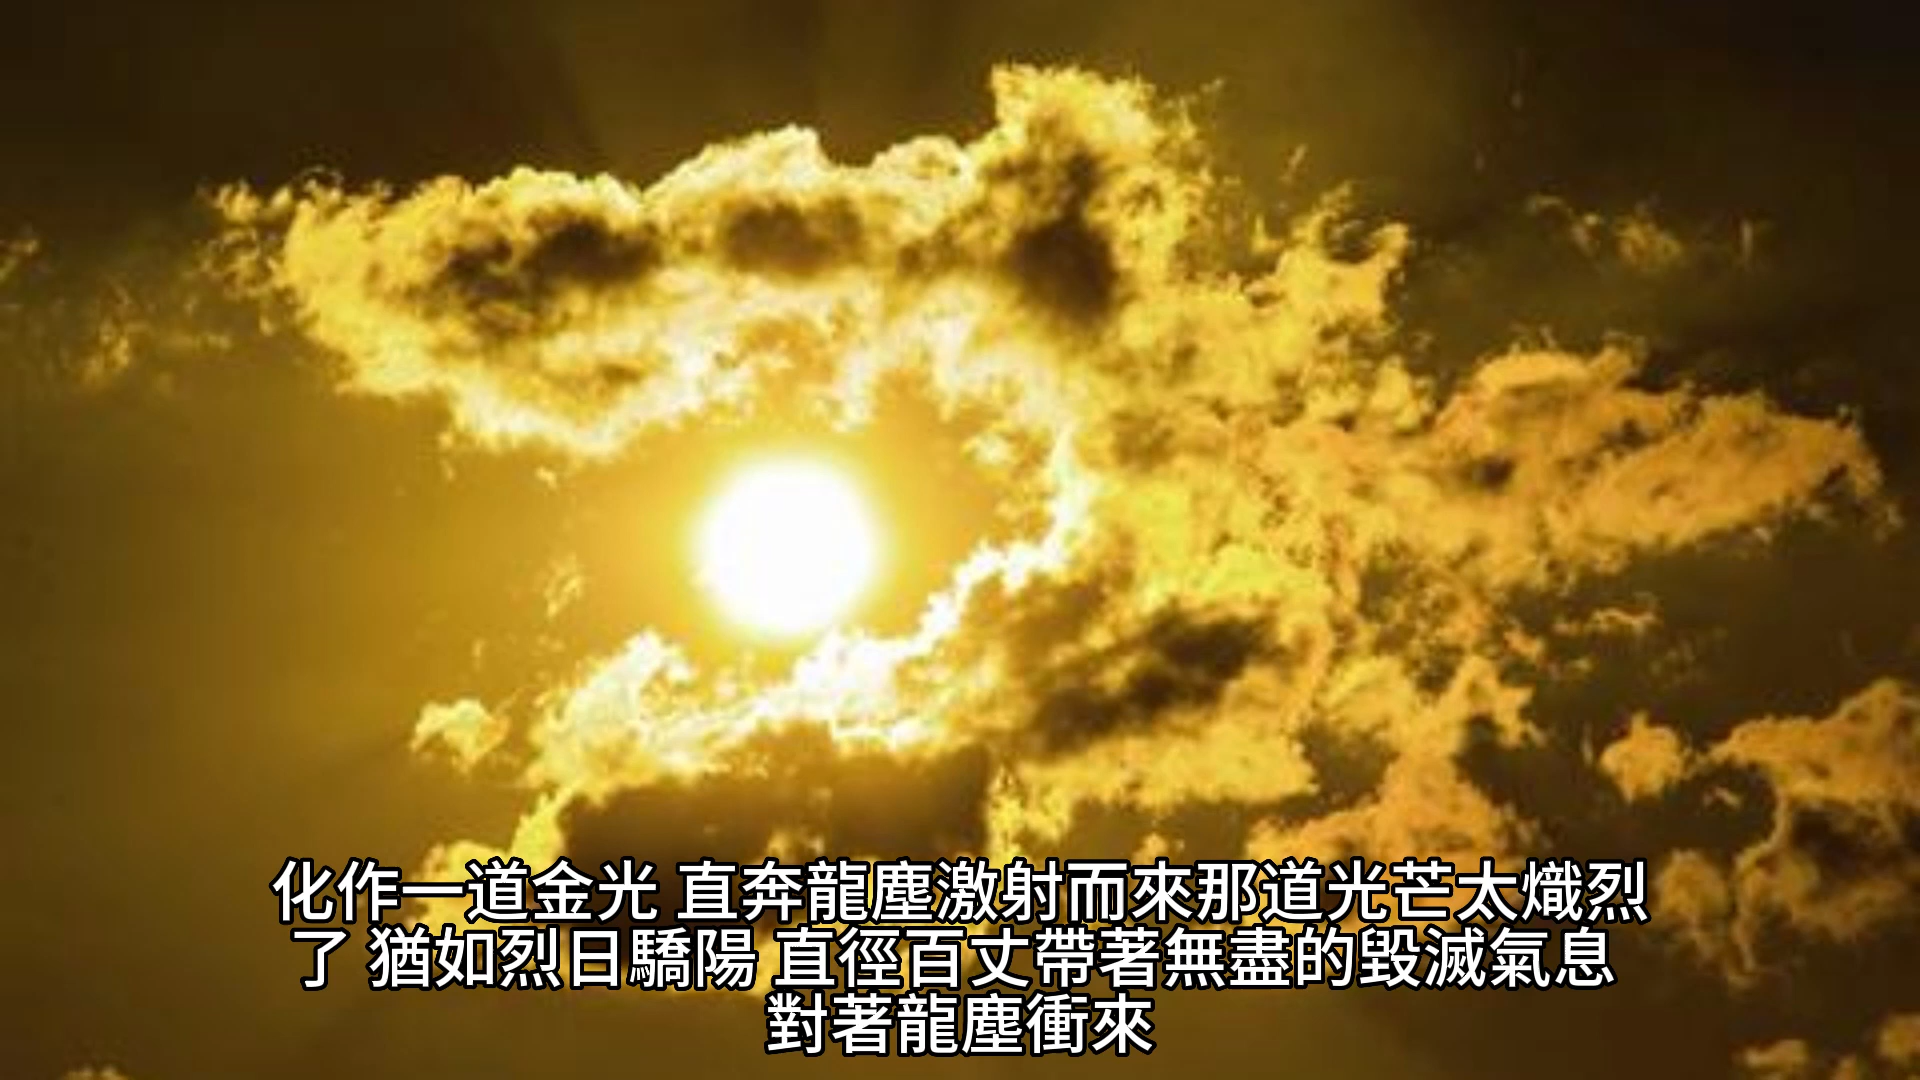 化作一道金光 直奔龍塵激射而來那道光芒太熾烈
了 猶如烈日驕陽 直徑百丈帶著無盡的毀滅氣息
對著龍塵衝來